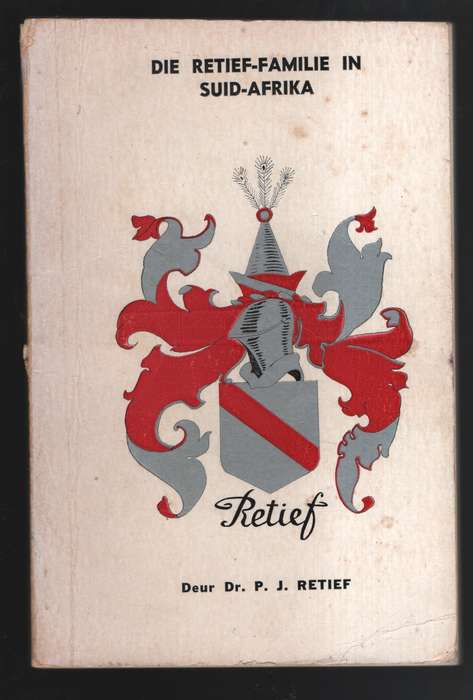 DIE RETIEF-FAMILIE IN
SUID-AFRIKA
Retief
Deur Dr. P. J. RETIEF